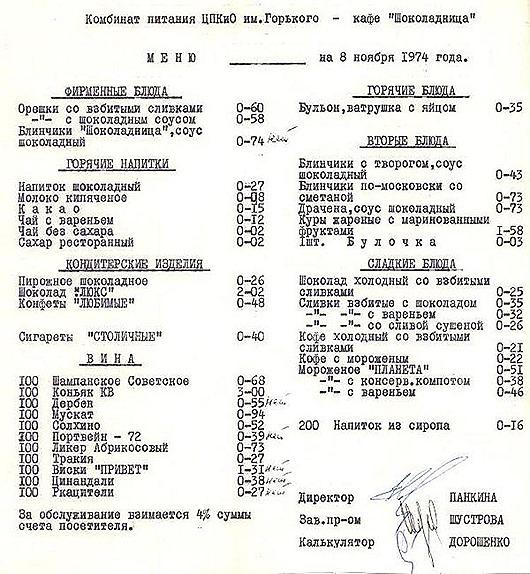 Комбинат питания ЦПКиО им.Горького - кафе "Шоколадница"
МЕНЮ на 8 ноября 1974 года.
ФИРМЕННЫЕ БЛЮДА
Орешки со взбитыми сливками 0-60
-"- с шоколадным соусом 0-58
Блинчики "Шоколадница",соус
шоколадный 0-74 нет
ГОРЯЧИЕ НАПИТКИ
Напиток шоколадный 0-27
Молоко кипяченое 0-08
Какао 0-15
Чай с вареньем 0-12
Чай без сахара 0-02
Сахар ресторанный 0-02
КОНДИТЕРСКИЕ ИЗДЕЛИЯ
Пирожное шоколадное 0-26
Шоколад "ЛЮКС" 2-02
Конфеты "ЛЮБИМЫЕ" 0-48
Сигареты "СТОЛИЧНЫЕ" 0-40
ВИНА
100 Шампанское Советское 0-68
100 Коньяк КВ 3-00
100 Дербен 0-55 нет
100 Мускат 0-94
100 Солхино 0-52
100 Портвейн - 72 0-39 нет
100 Ликер Абрикосовый 0-73
100 Тракия 0-27
100 Виски "ПРИВЕТ" 1-31 нет
100 Цинандали 0-38 нет
100 Ркацители 0-27 нет
За обслуживание взимается 4% суммы
счета посетителя.
ГОРЯЧИЕ БЛЮДА
Бульон,ватрушка с яйцом 0-35
ВТОРЫЕ БЛЮДА
Блинчики с творогом,соус
шоколадный 0-43
Блинчики по-московски со
сметаной 0-73
Драчена,соус шоколадный 0-73
Куры жареные с маринованными
фруктами 1-58
1шт. Булочка 0-03
СЛАДКИЕ БЛЮДА
Шоколад холодный со взбитыми
сливками 0-25
Сливки взбитые с шоколадом 0-35
-"- -"- с вареньем 0-32
-"- -"- со сливой сушеной 0-26
Кофе холодный со взбитыми
сливками 0-21
Кофе с мороженым 0-22
Мороженое "ПЛАНЕТА" 0-51
-"- с консерв.компотом 0-38
-"- с вареньем 0-46
200 Напиток из сиропа 0-16
Директор ПАНКИНА
Зав.пр-ом ШУСТРОВА
Калькулятор ДОРОШЕНКО